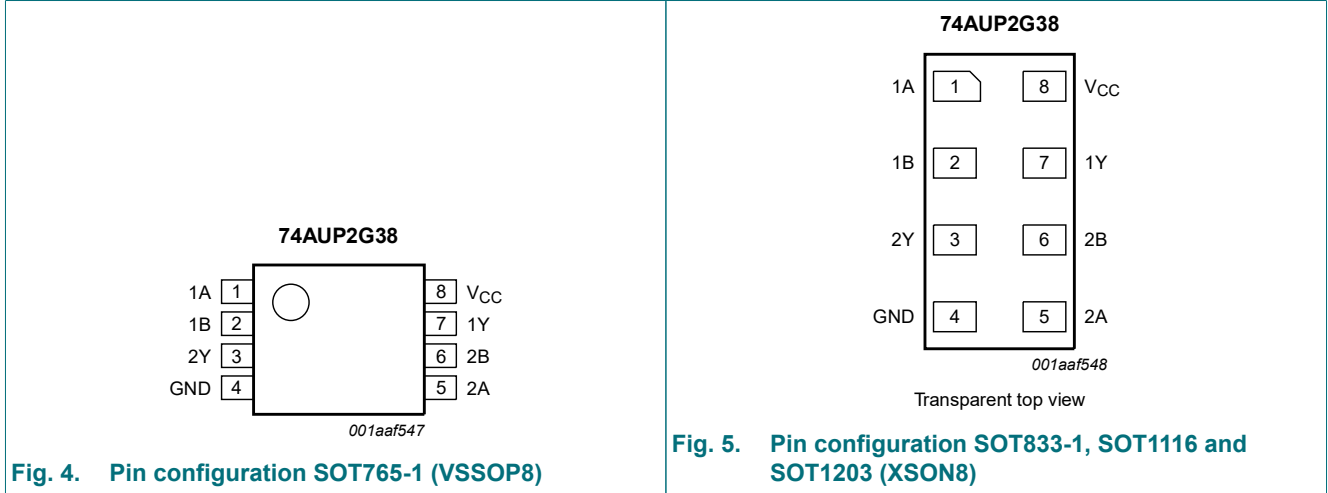 74AUP2G38
1A 1 8 VCC
1B 2 7 1Y
2Y 3 6 2B
GND 4 5 2A
001aaf547
Fig. 4. Pin configuration SOT765-1 (VSSOP8)
74AUP2G38
1A 1 8 VCC
1B 2 7 1Y
2Y 3 6 2B
GND 4 5 2A
001aaf548
Transparent top view
Fig. 5. Pin configuration SOT833-1, SOT1116 and
SOT1203 (XSON8)